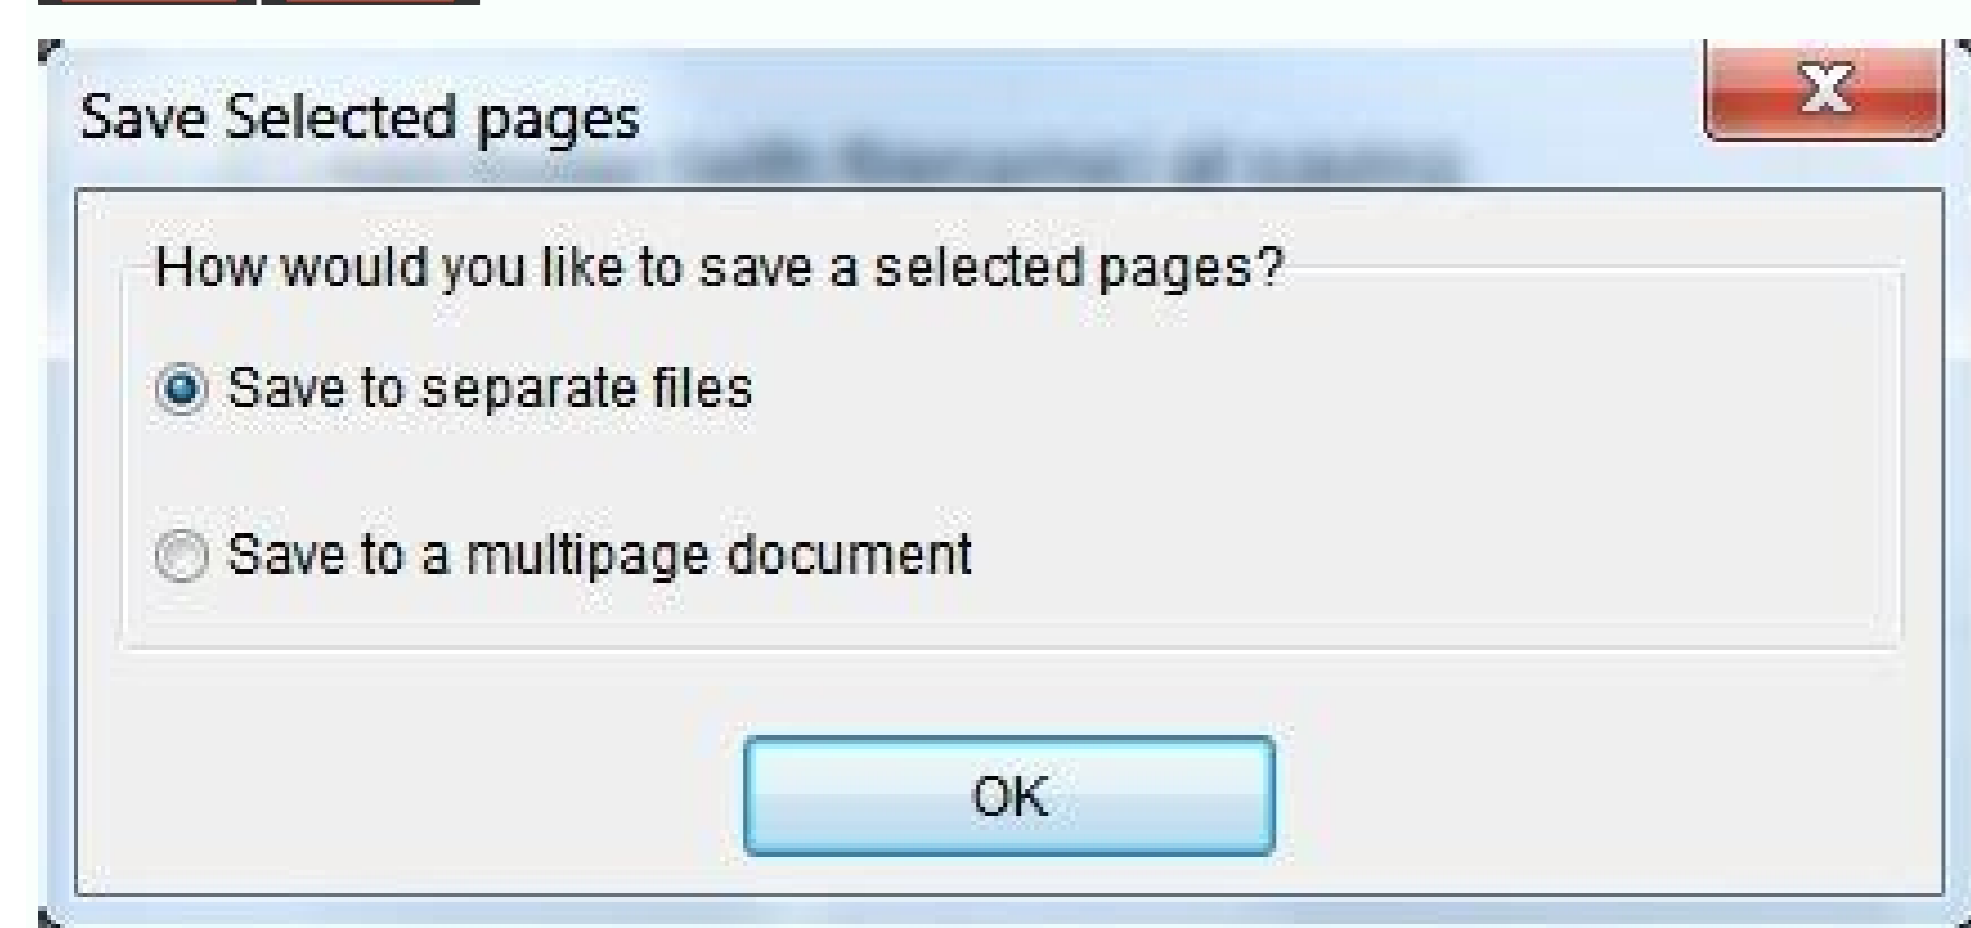 Save Selected pages
How would you like to save a selected pages?
Save to separate files
Save to a multipage document
OK